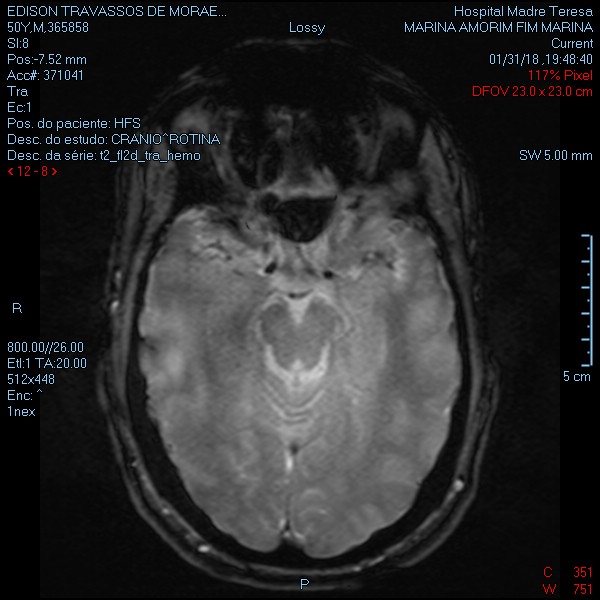 EDISON TRAVASSOS DE MORAE...
50Y,M,365858
Sl:8
Pos:-7.52 mm
Acc#: 371041
Tra
Ec:1
Pos. do paciente: HFS
Desc. do estudo: CRANIO^ROTINA
Desc. da série: t2_fl2d_tra_hemo
< 12 - 8 >
Lossy
Hospital Madre Teresa
MARINA AMORIM FIM MARINA
Current
01/31/18 ,19:48:40
117% Pixel
DFOV 23.0 x 23.0 cm
SW 5.00 mm
R
800.00//26.00
Etl:1 TA:20.00
512x448
Enc: ^
1nex
5 cm
P
C 351
W 751